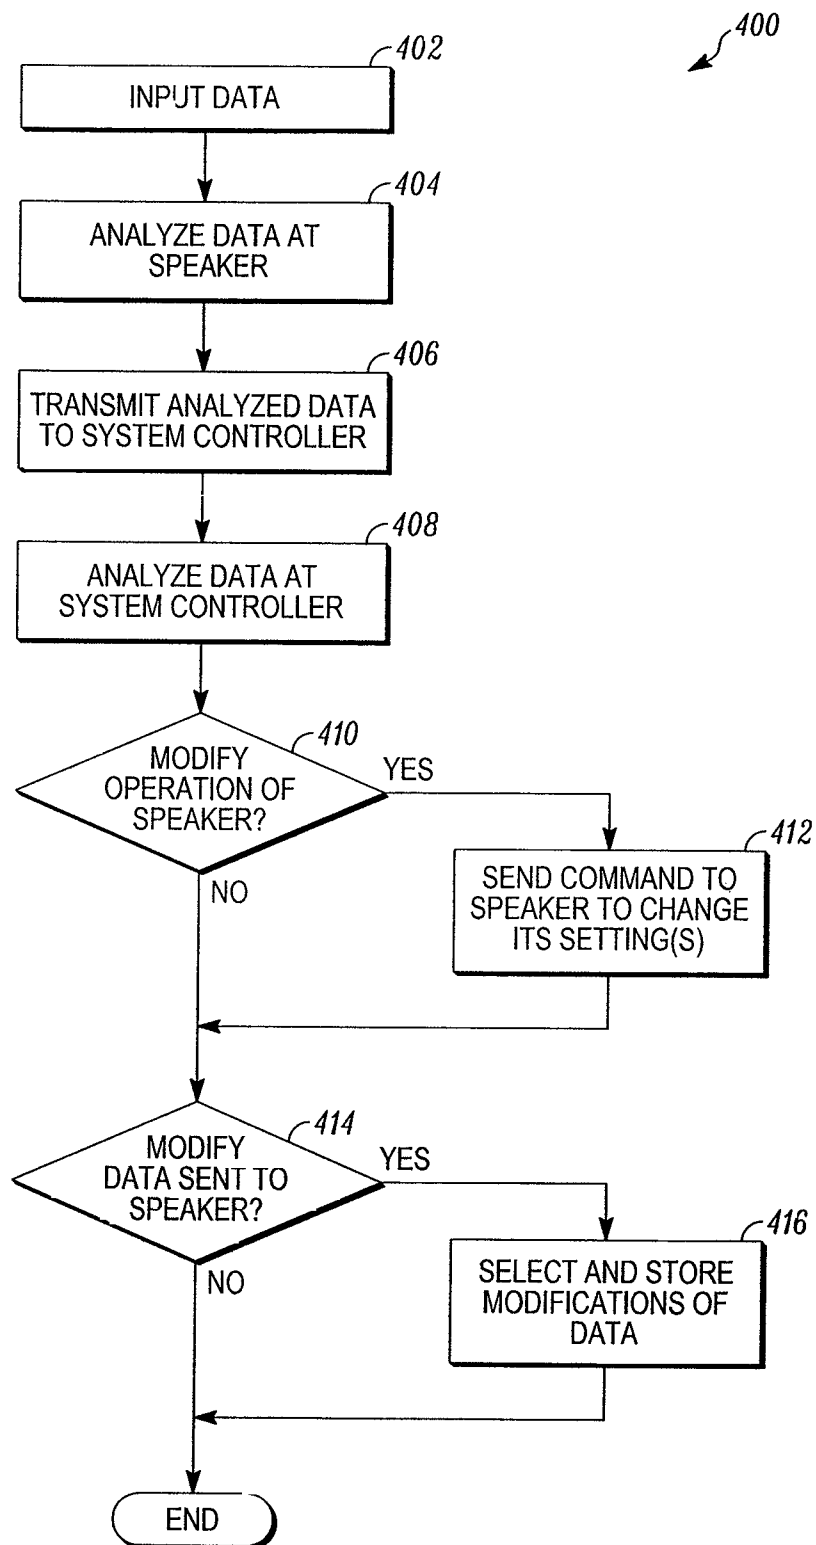 400
402
INPUT DATA
404
ANALYZE DATA AT
SPEAKER
406
TRANSMIT ANALYZED DATA
TO SYSTEM CONTROLLER
408
ANALYZE DATA AT
SYSTEM CONTROLLER
410
MODIFY
OPERATION OF
SPEAKER?
YES
NO
412
SEND COMMAND TO
SPEAKER TO CHANGE
ITS SETTING(S)
414
MODIFY
DATA SENT TO
SPEAKER?
YES
NO
416
SELECT AND STORE
MODIFICATIONS OF
DATA
END